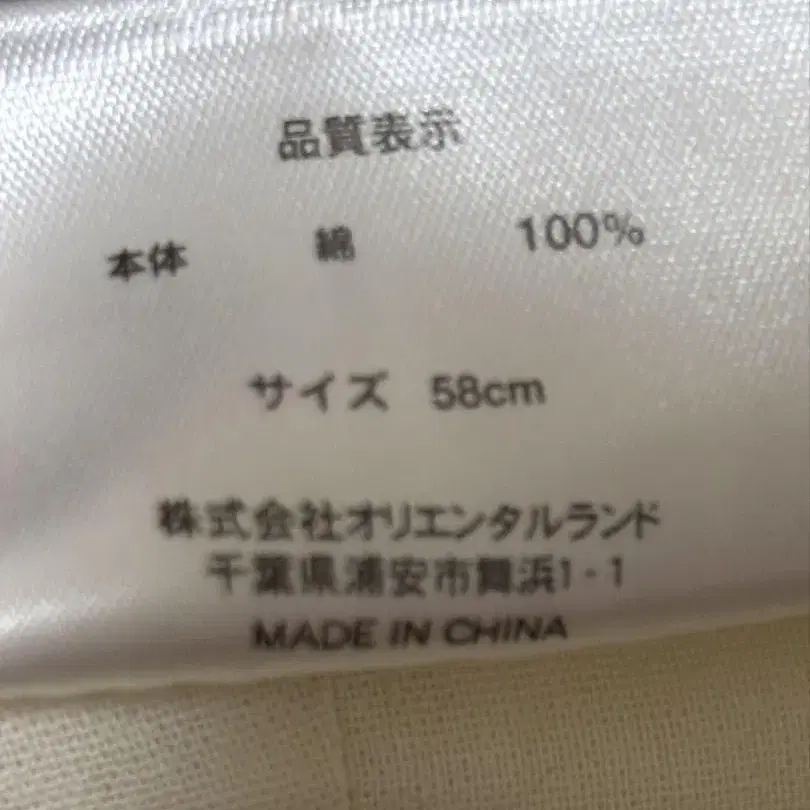 品質表示
本体 綿 100%
サイズ 58cm
株式会社オリエンタルランド
千葉県浦安市舞浜1-1
MADE IN CHINA